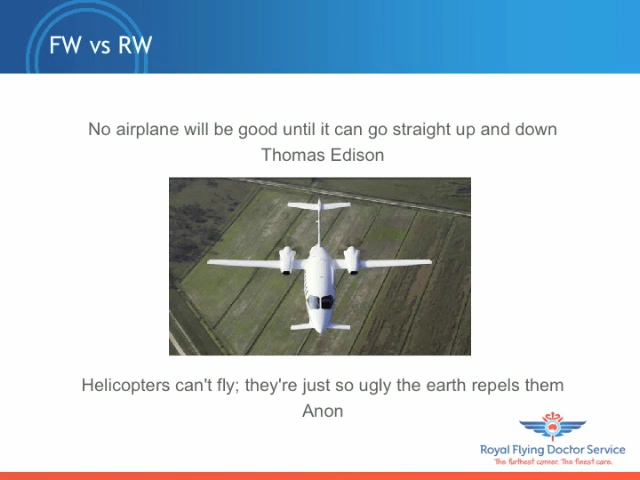 FW vs RW
No airplane will be good until it can go straight up and down
Thomas Edison
Helicopters can't fly; they're just so ugly the earth repels them
Anon
Royal Flying Doctor Service
The furthest corner. The finest care.